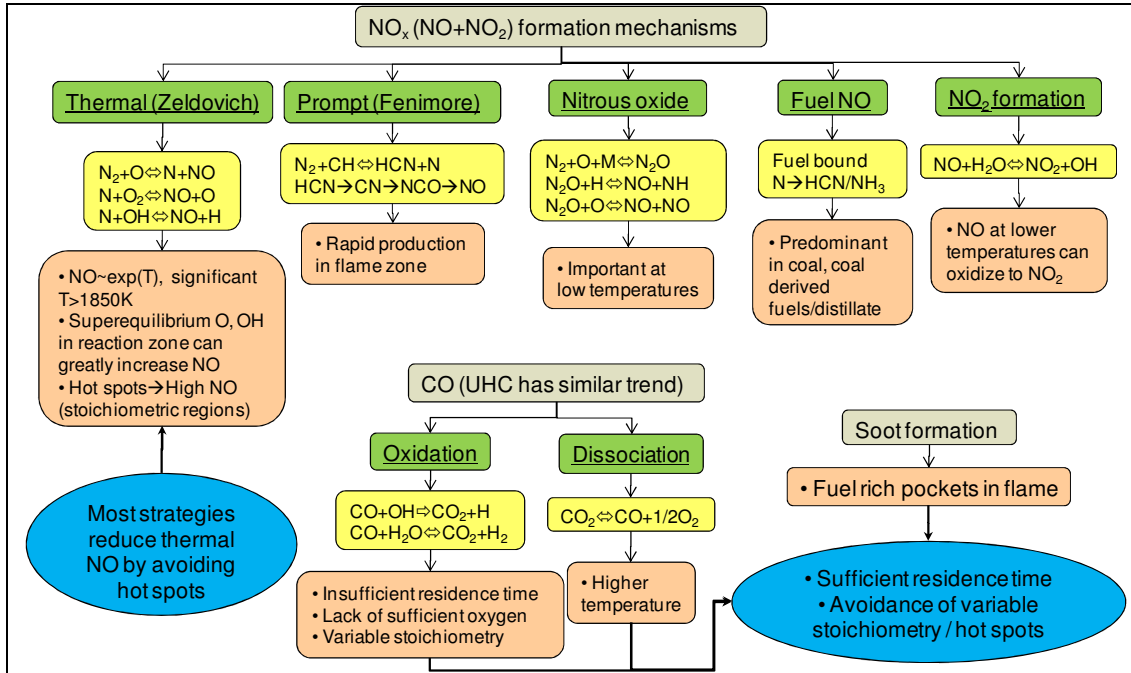 NOx (NO+NO2) formation mechanisms
Thermal (Zeldovich)
N2+O⇔N+NO
N+O2⇔NO+O
N+OH⇔NO+H
• NO~exp(T), significant
T>1850K
• Superequilibrium O, OH
in reaction zone can
greatly increase NO
• Hot spots→High NO
(stoichiometric regions)
Most strategies
reduce thermal
NO by avoiding
hot spots
Prompt (Fenimore)
N2+CH⇔HCN+N
HCN→CN→NCO→NO
• Rapid production
in flame zone
Nitrous oxide
N2+O+M⇔N2O
N2O+H⇔NO+NH
N2O+O⇔NO+NO
• Important at
low temperatures
Fuel NO
Fuel bound
N→HCN/NH3
• Predominant
in coal, coal
derived
fuels/distillate
NO2 formation
NO+H2O⇔NO2+OH
• NO at lower
temperatures can
oxidize to NO2
CO (UHC has similar trend)
Oxidation
CO+OH⇨CO2+H
CO+H2O⇔CO2+H2
• Insufficient residence time
• Lack of sufficient oxygen
• Variable stoichiometry
Dissociation
CO2⇔CO+1/2O2
• Higher
temperature
Soot formation
• Fuel rich pockets in flame
• Sufficient residence time
• Avoidance of variable
stoichiometry / hot spots